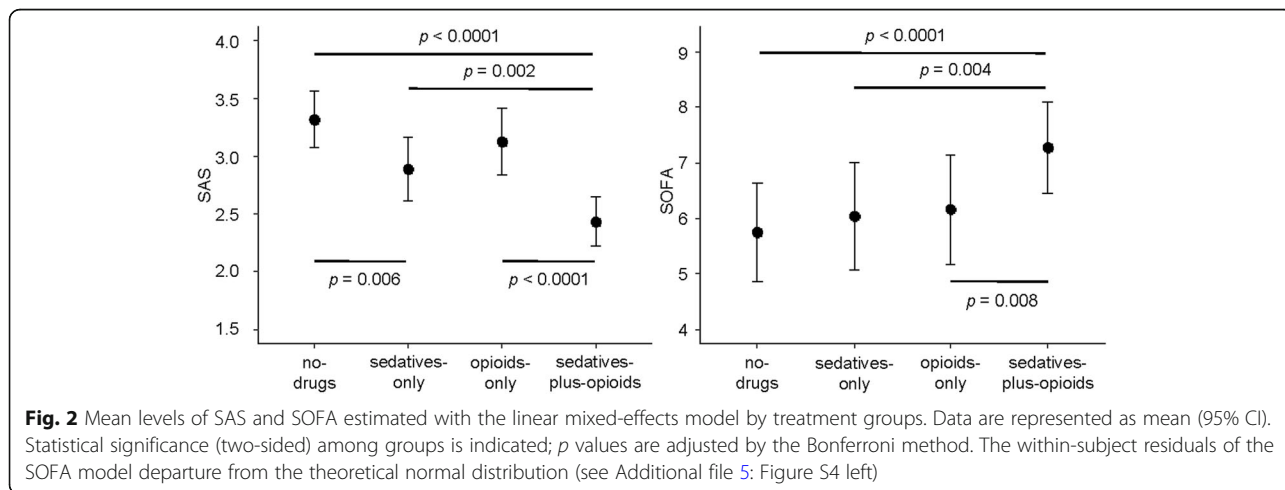 4.0
3.5
3.0
2.5
2.0
1.5
SAS
p < 0.0001
p = 0.002
p = 0.006
p < 0.0001
no-
drugs
sedatives-
only
opioids-
only
sedatives-
plus-opioids
9
8
7
6
5
4
SOFA
p <0.0001
p = 0.004
p = 0.008
no-
drugs
sedatives-
only
opioids-
only
sedatives-
plus-opioids
Fig. 2 Mean levels of SAS and SOFA estimated with the linear mixed-effects model by treatment groups. Data are represented as mean (95% CI).
Statistical significance (two-sided) among groups is indicated; p values are adjusted by the Bonferroni method. The within-subject residuals of the
SOFA model departure from the theoretical normal distribution (see Additional file 5: Figure S4 left)